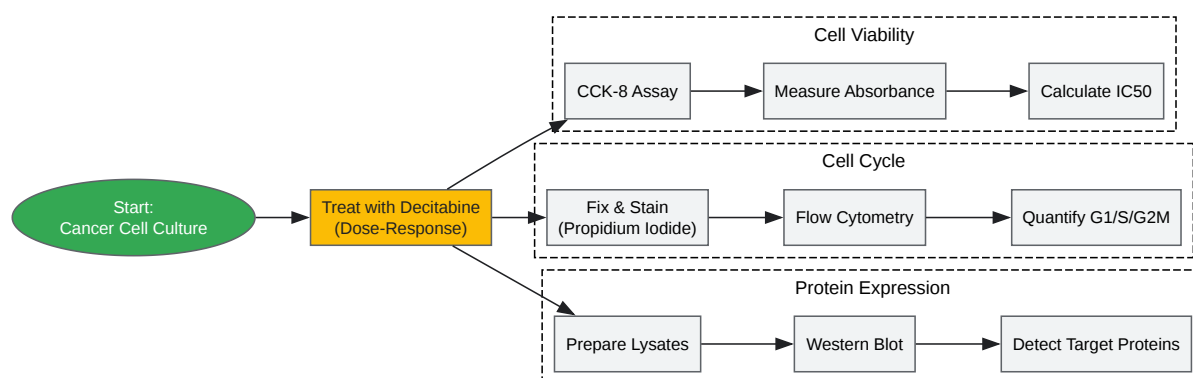 Start:
Cancer Cell Culture
Treat with Decitabine
(Dose-Response)
Cell Viability
CCK-8 Assay
Measure Absorbance
Calculate IC50
Cell Cycle
Fix & Stain
(Propidium Iodide)
Flow Cytometry
Quantify G1/S/G2M
Protein Expression
Prepare Lysates
Western Blot
Detect Target Proteins